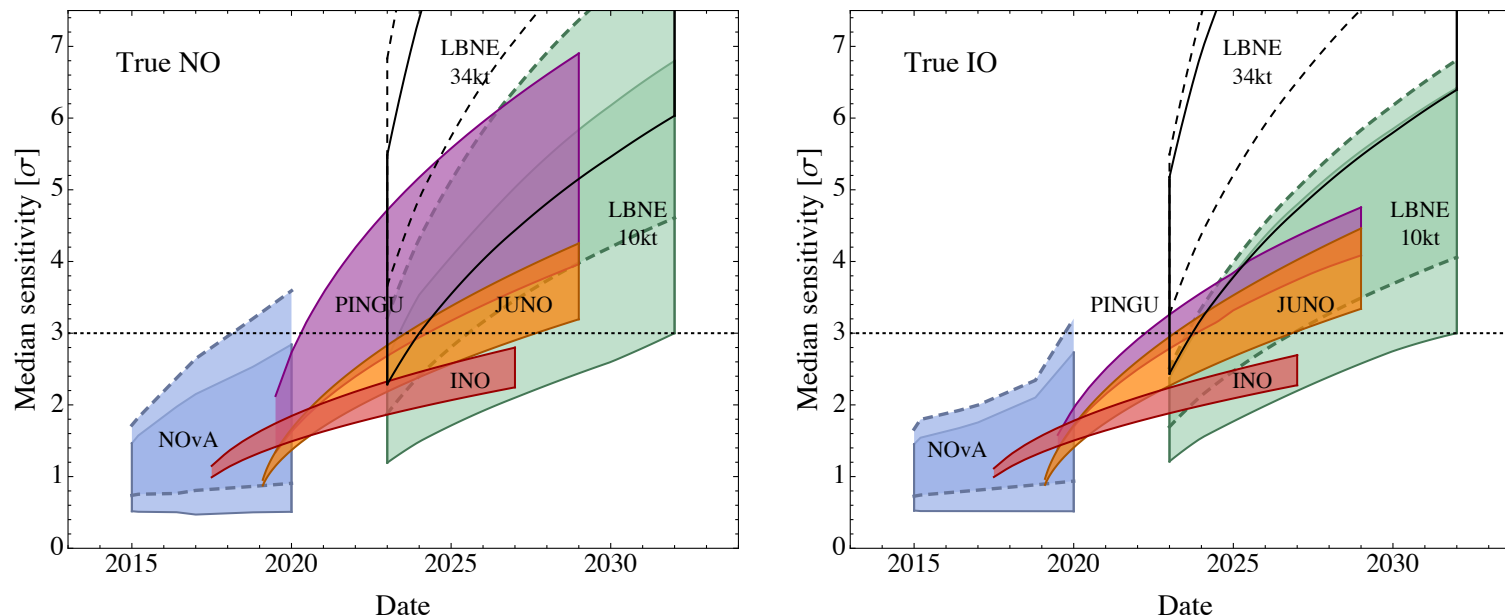 7
6
5
4
3
2
1
0
Median sensitivity [σ]
True NO
LBNE
34kt
LBNE
10kt
PINGU
JUNO
INO
NOvA
2015 2020 2025 2030
Date
7
6
5
4
3
2
1
0
Median sensitivity [σ]
True IO
LBNE
34kt
LBNE
10kt
PINGU
JUNO
INO
NOvA
2015 2020 2025 2030
Date